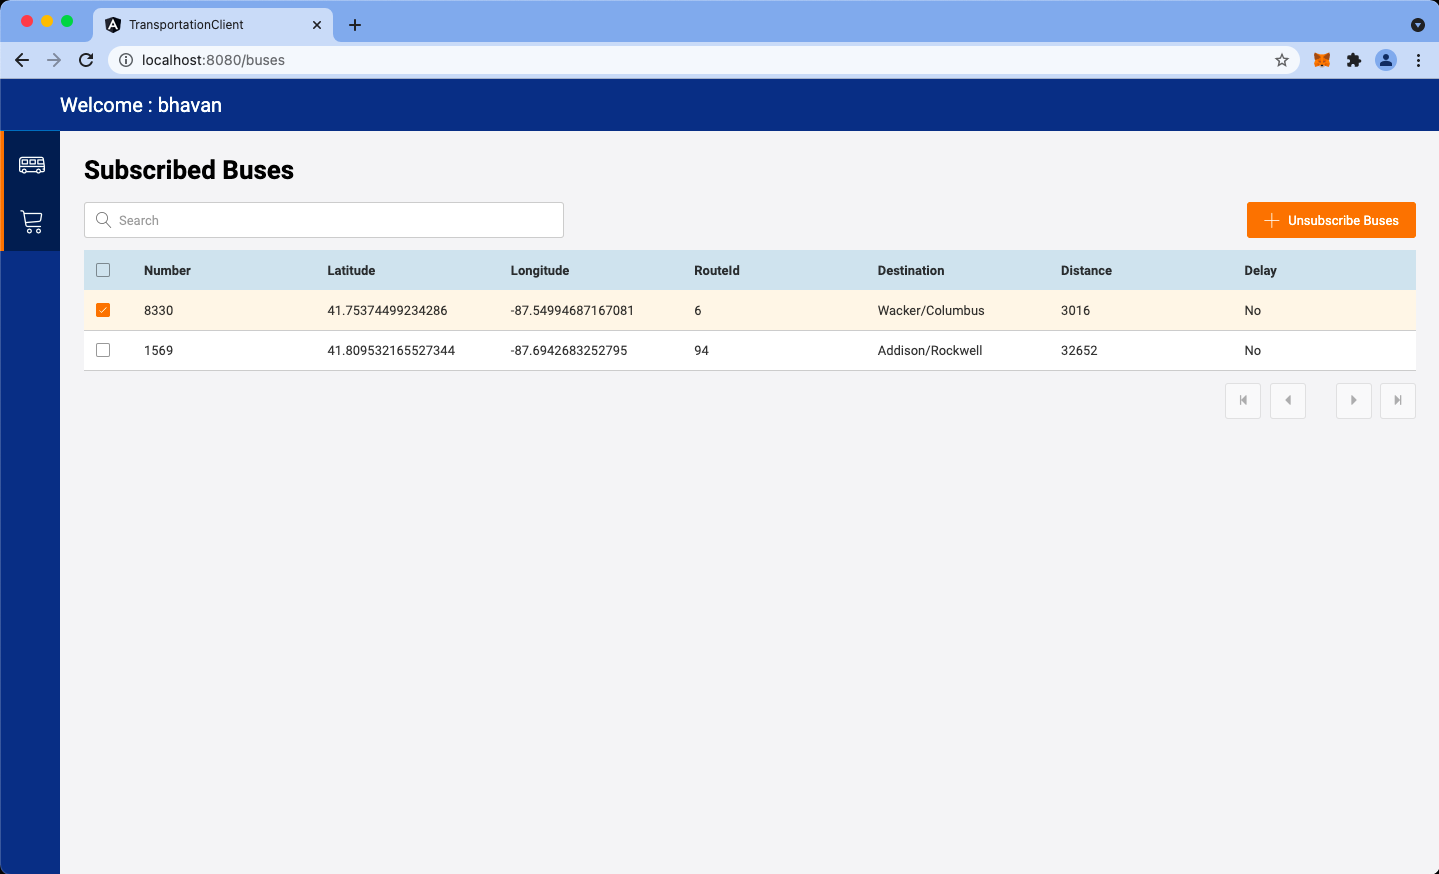 TransportationClient
localhost:8080/buses
Welcome : bhavan
Subscribed Buses
Search
Unsubscribe Buses
Number Latitude Longitude RouteId Destination Distance Delay
8330 41.75374499234286 -87.54994687167081 6 Wacker/Columbus 3016 No
1569 41.809532165527344 -87.6942683252795 94 Addison/Rockwell 32652 No